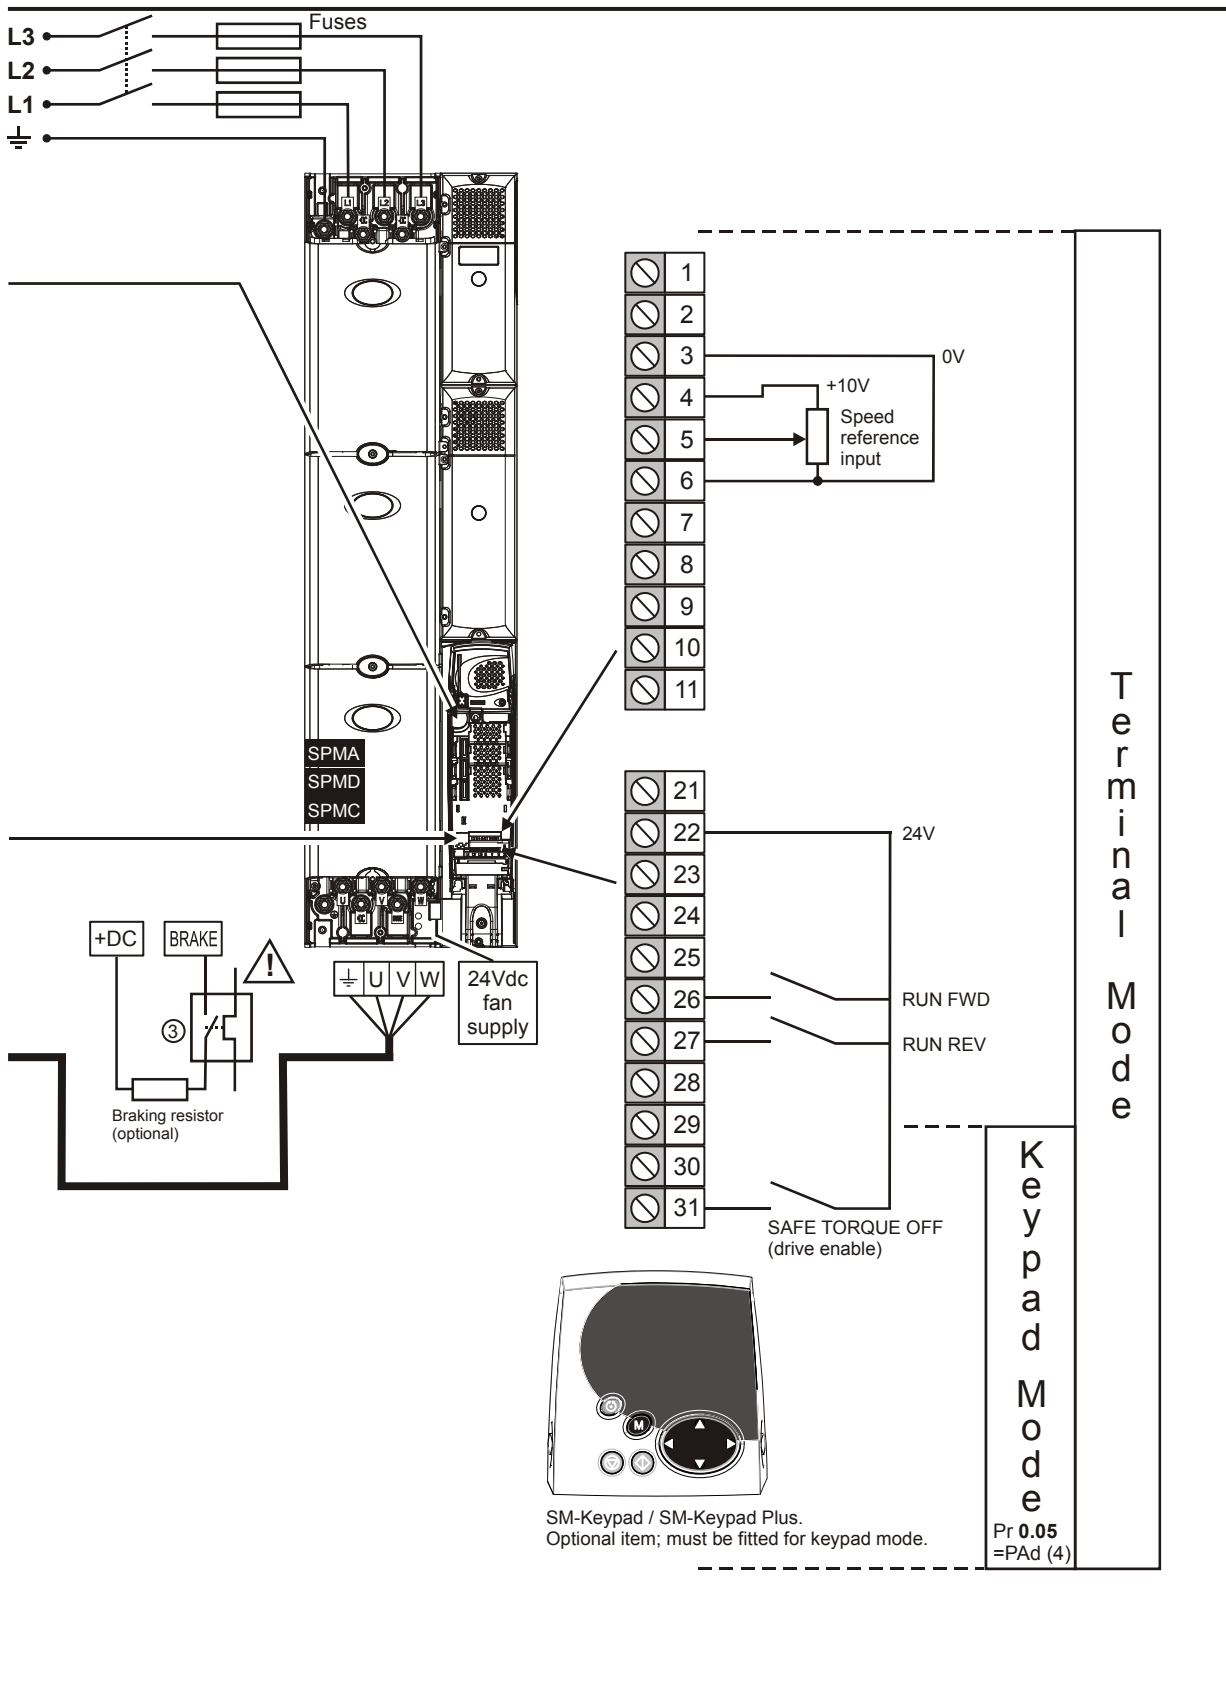 L3
Fuses
L2
L1
L1 L2 L3
1
2
3
0V
4
+10V
5
Speed
reference
input
6
7
8
9
10
11
SPMA
SPMD
SPMC
21
22
24V
23
24
25
26
RUN FWD
27
RUN REV
28
29
30
31
SAFE TORQUE OFF
(drive enable)
U V W
+DC
BRAKE
!
3
Braking resistor
(optional)
U V W
24Vdc
fan
supply
Terminal Mode
Keypad Mode
Pr 0.05
=PAd (4)
M
SM-Keypad / SM-Keypad Plus.
Optional item; must be fitted for keypad mode.